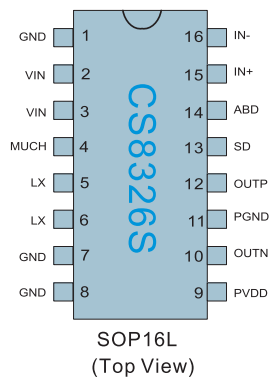 GND 1 16 IN-
VIN 2 15 IN+
VIN 3 14 ABD
MUCH 4 13 SD
LX 5 12 OUTP
LX 6 11 PGND
GND 7 10 OUTN
GND 8 9 PVDD
CS8326S
SOP16L
(Top View)